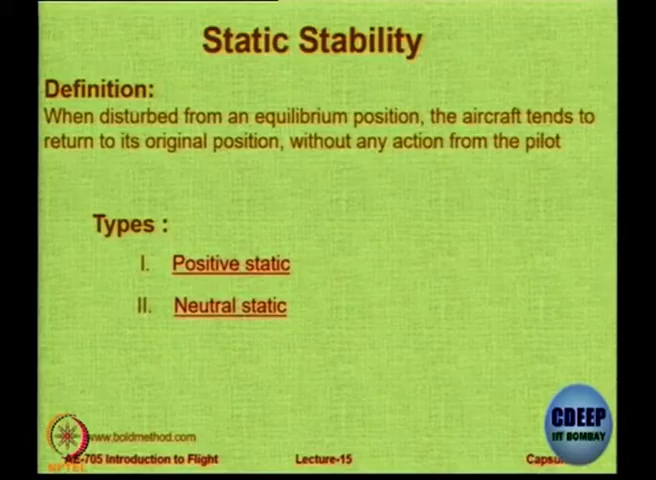 Static Stability
Definition:
When disturbed from an equilibrium position, the aircraft tends to
return to its original position, without any action from the pilot
Types :
I. Positive static
II. Neutral static
www.boldmethod.com
CDEEP
IIT BOMBAY
AE-705 Introduction to Flight Lecture-15
NPTEL